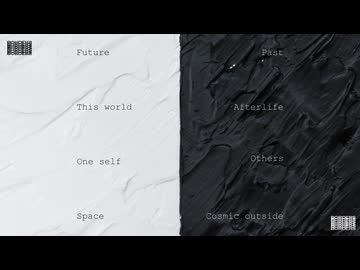 Future Past
This world Afterlife
One self Others
Space Cosmic outside